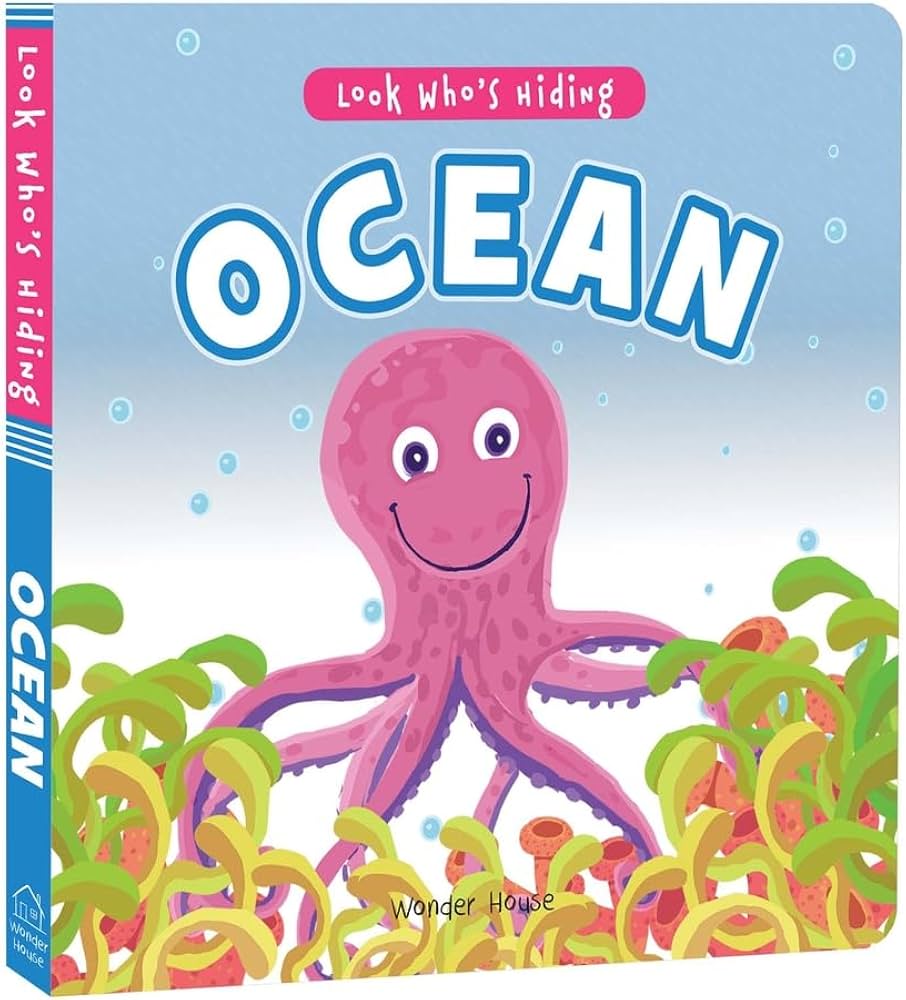 Look Who's Hiding
OCEAN
Wonder House
Look Who's Hiding
OCEAN
Wonder
House